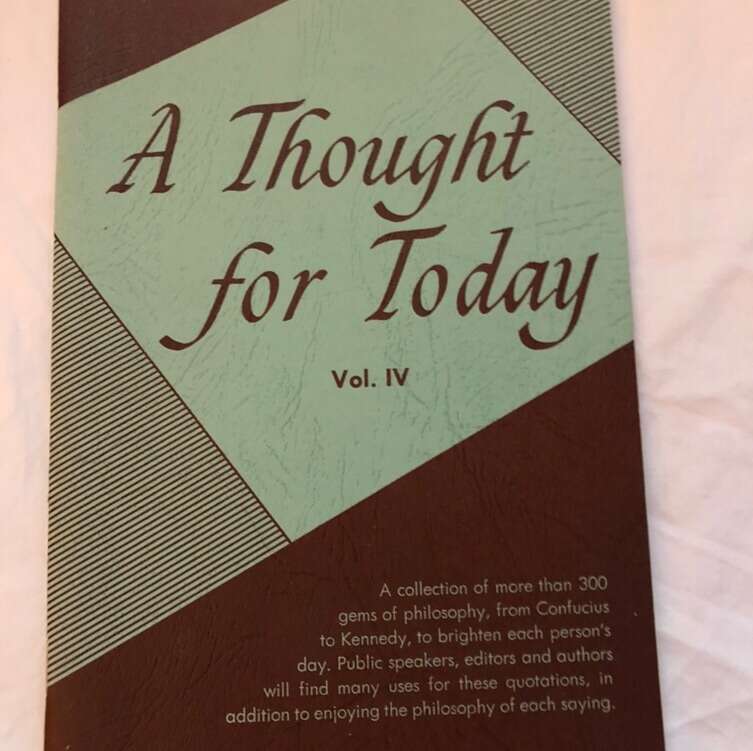 A Thought
for Today
Vol. IV
A collection of more than 300
gems of philosophy, from Confucius
to Kennedy, to brighten each person's
day. Public speakers, editors and authors
will find many uses for these quotations, in
addition to enjoying the philosophy of each saying.